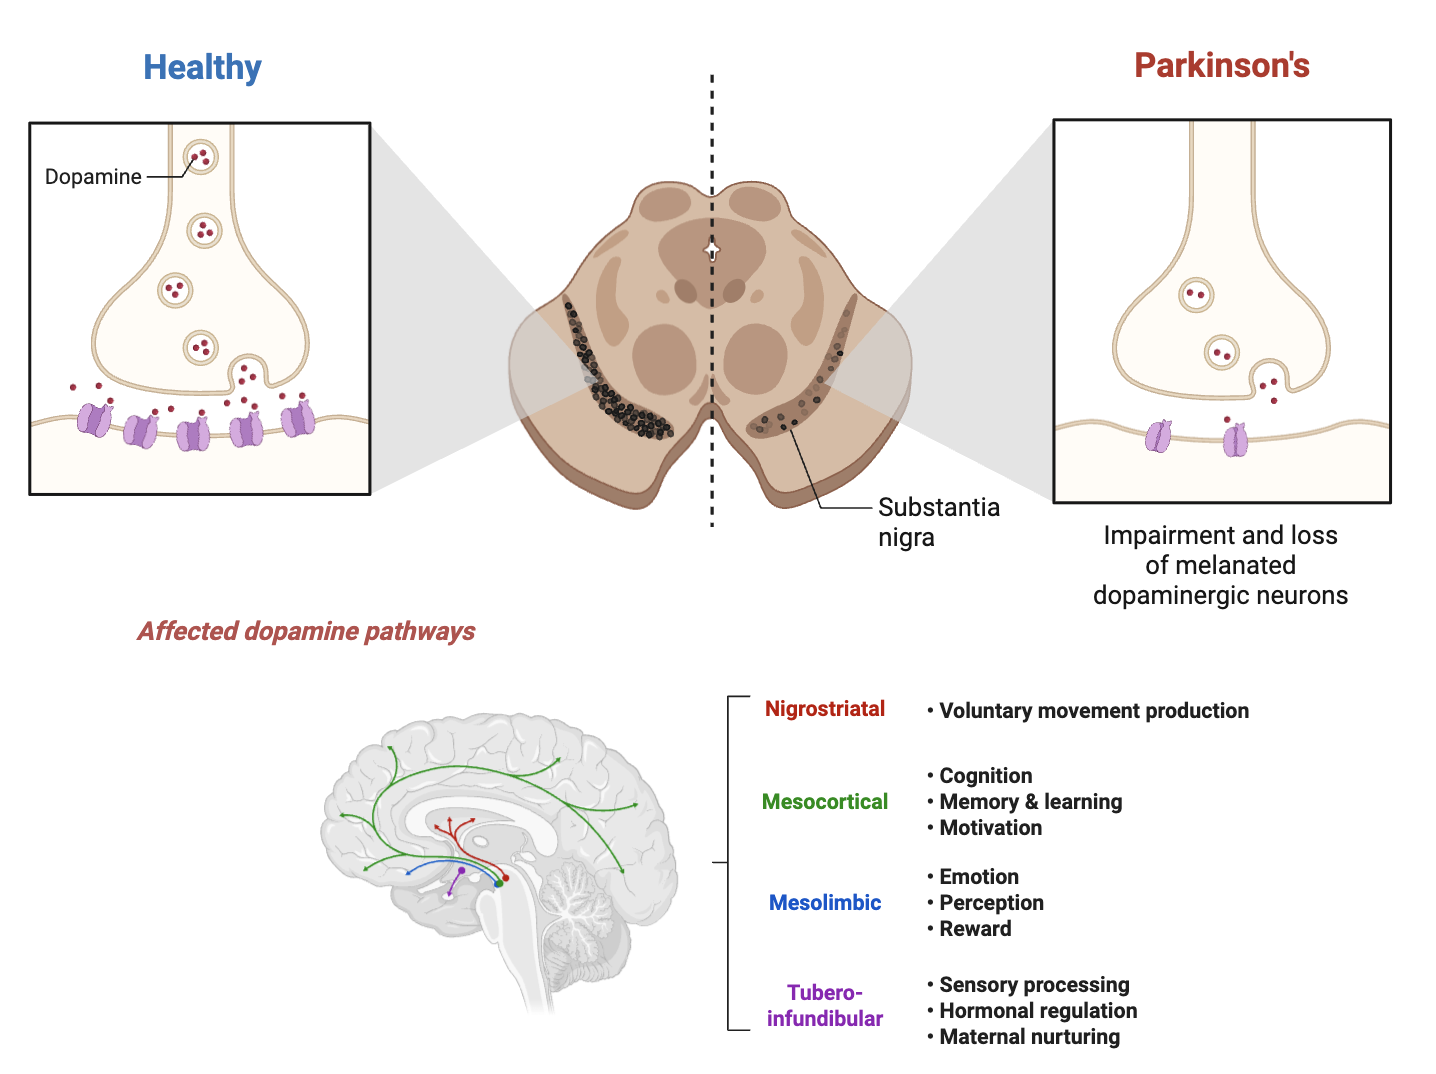 Healthy
Parkinson's
Dopamine
Substantia
nigra
Impairment and loss
of melanated
dopaminergic neurons
Affected dopamine pathways
Nigrostriatal
• Voluntary movement production
Mesocortical
• Cognition
• Memory & learning
• Motivation
Mesolimbic
• Emotion
• Perception
• Reward
Tubero-
infundibular
• Sensory processing
• Hormonal regulation
• Maternal nurturing